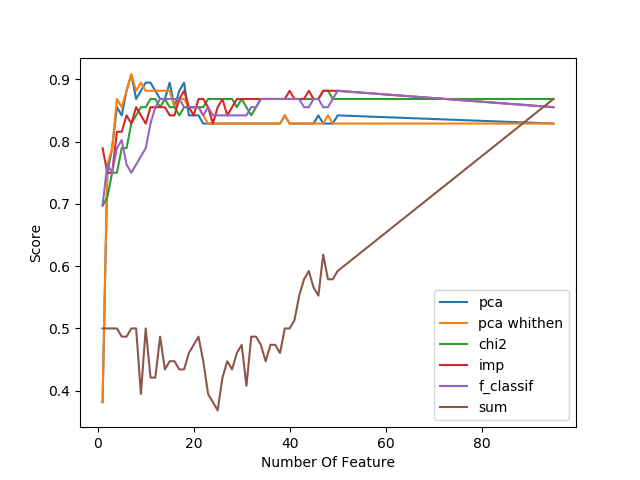 0.9
0.8
0.7
0.6
0.5
0.4
Score
0
20
40
60
80
Number Of Feature
pca
pca whithen
chi2
imp
f_classif
sum